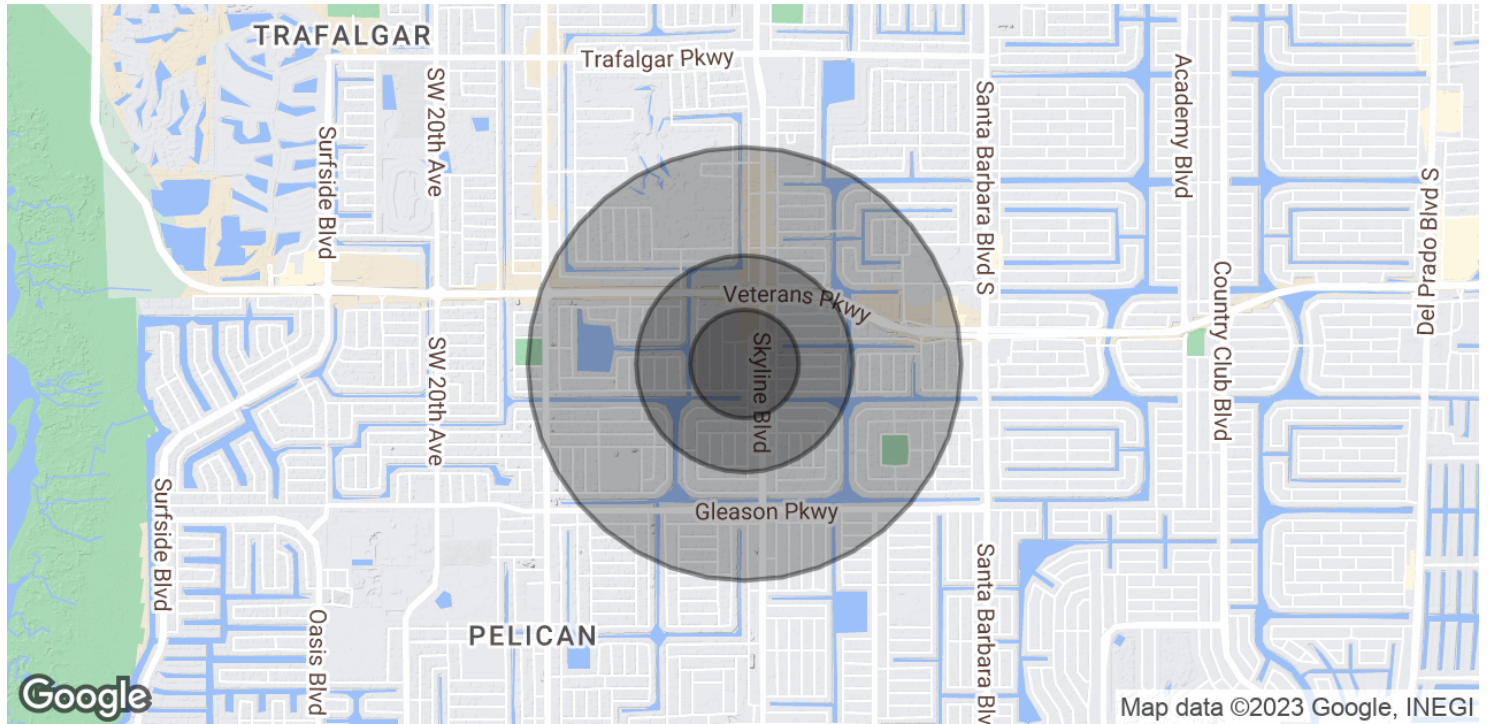 TRAFALGAR
Trafalgar Pkwy
SW 20th Ave
Surfside Blvd
Santa Barbara Blvd S
Academy Blvd
S
Del Prado Blvd S
Country Club Blvd
Veterans Pkwy
Skyline Blvd
SW 20th Ave
Surfside Blvd
Gleason Pkwy
Santa Barbara Blv
Oasis Blvd
PELICAN
Google
Map data ©2023 Google, INEGI